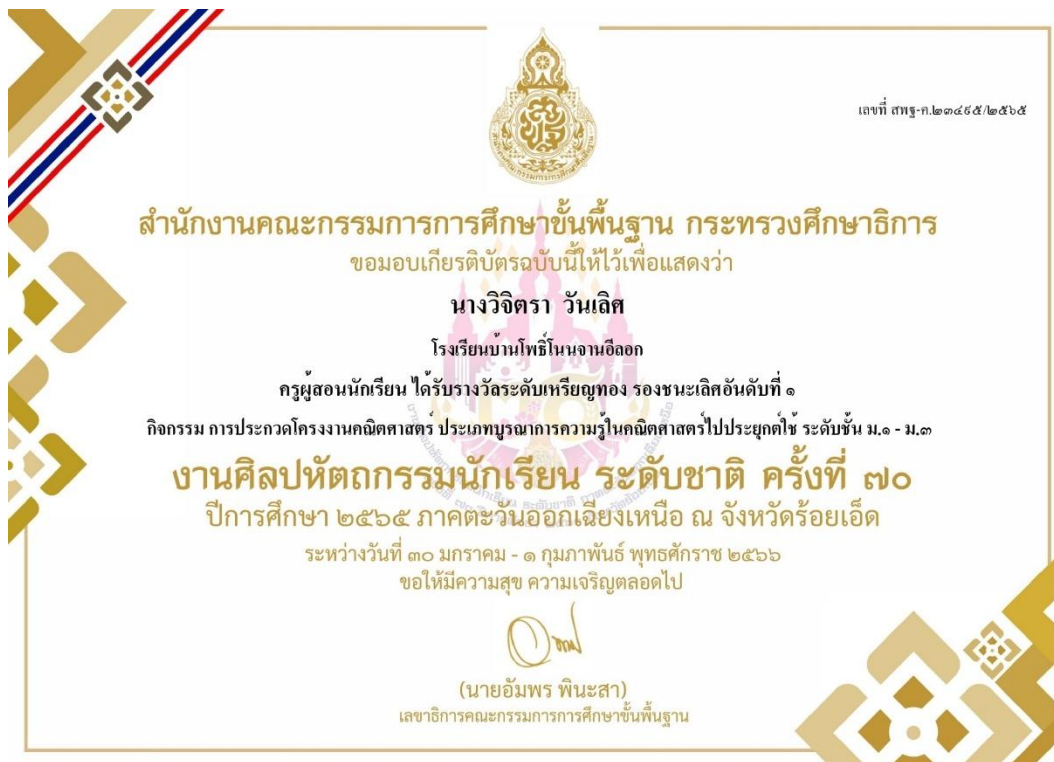 เลขที่ สพฐ-ค.๒๓๔๙๕/๒๕๖๕
สำนักงานคณะกรรมการการศึกษาขั้นพื้นฐาน กระทรวงศึกษาธิการ
ขอมอบเกียรติบัตรฉบับนี้ให้ไว้เพื่อแสดงว่า
นางวิจิตรา วันเลิศ
โรงเรียนบ้านโพธิ์โนนจานอีลอก
ครูผู้สอนนักเรียน ได้รับรางวัลระดับเหรียญทอง รองชนะเลิศอันดับที่ ๑
กิจกรรม การประกวดโครงงานคณิตศาสตร์ ประเภทบูรณาการความรู้ในคณิตศาสตร์ไปประยุกต์ใช้ ระดับชั้น ม.๑ - ม.๓
งานศิลปหัตถกรรมนักเรียน ระดับชาติ ครั้งที่ ๗๐
ปีการศึกษา ๒๕๖๕ ภาคตะวันออกเฉียงเหนือ ณ จังหวัดร้อยเอ็ด
ระหว่างวันที่ ๓๐ มกราคม - ๑ กุมภาพันธ์ พุทธศักราช ๒๕๖๖
ขอให้มีความสุข ความเจริญตลอดไป
(นายอัมพร พินะสา)
เลขาธิการคณะกรรมการการศึกษาขั้นพื้นฐาน